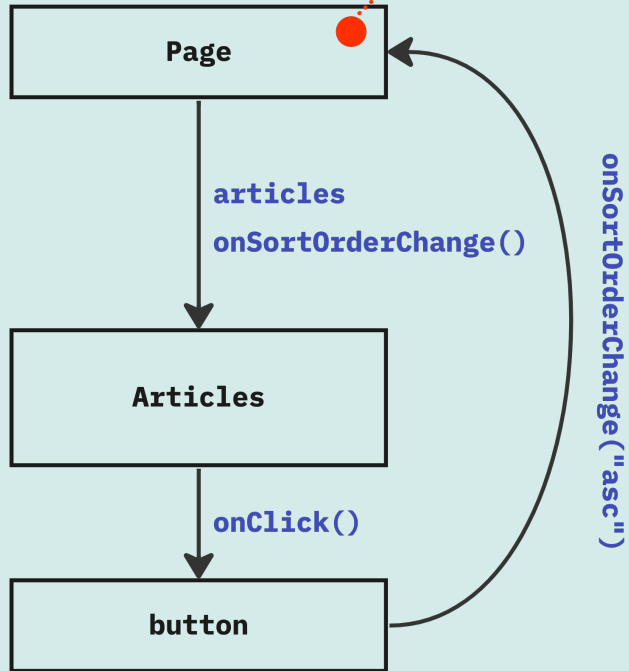 Page
articles
onSortOrderChange()
onSortOrderChange("asc")
Articles
onClick()
button